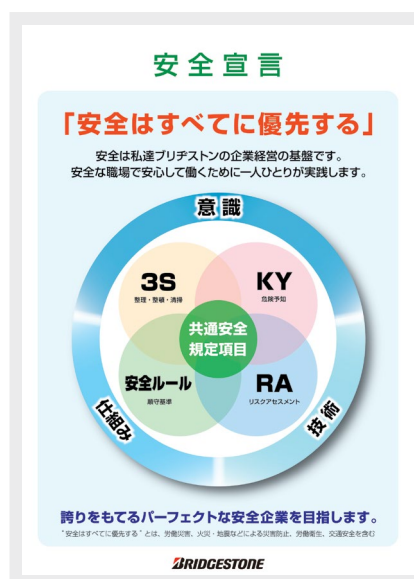 安全宣言
「安全はすべてに優先する」
安全は私達ブリヂストンの企業経営の基盤です。
安全な職場で安心して働くために一人ひとりが実践します。
意識
3S
整理・整頓・清掃
KY
危険予知
共通安全
規定項目
安全ルール
順守基準
RA
リスクアセスメント
仕組み
技術
誇りをもてるパーフェクトな安全企業を目指します。
“安全はすべてに優先する”とは、労働災害、火災・地震などによる災害防止、労働衛生、交通安全を含む
BRIDGESTONE